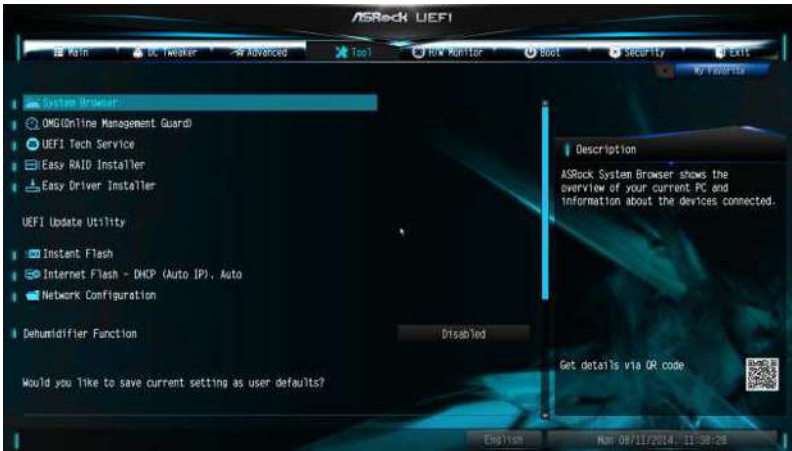 ASRock UEFI
Main
OC Tweaker
Advanced
Tool
H/W Monitor
Boot
Security
Exit
My Favorite
System Browser
OMG(Online Management Guard)
UEFI Tech Service
Easy RAID Installer
Easy Driver Installer
UEFI Update Utility
Instant Flash
Internet Flash - DHCP (Auto IP), Auto
Network Configuration
Dehumidifier Function
Disabled
Would you like to save current setting as user defaults?
Description
ASRock System Browser shows the
overview of your current PC and
information about the devices connected.
Get details via QR code
English
Mon 08/11/2014, 11:38:28